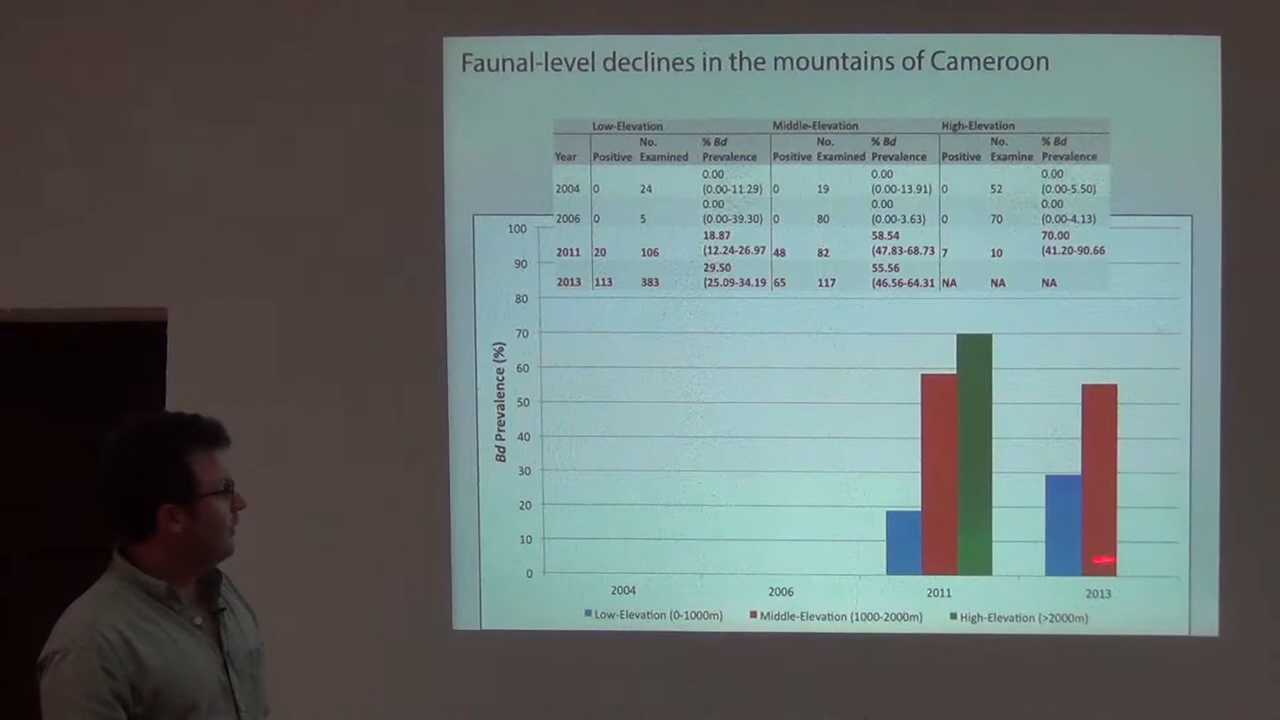 Faunal-level declines in the mountains of Cameroon
Low-Elevation Middle-Elevation High-Elevation
No. % Bd No. % Bd No. % Bd
Year Positive Examined Prevalence Positive Examined Prevalence Positive Examine Prevalence
0.00 0.00 0.00
2004 0 24 (0.00-11.29) 0 19 (0.00-13.91) 0 52 (0.00-5.50)
0.00 0.00 0.00
2006 0 5 (0.00-39.30) 0 80 (0.00-3.63) 0 70 (0.00-4.13)
18.87 58.54 70.00
2011 20 106 (12.24-26.97 48 82 (47.83-68.73 7 10 (41.20-90.66
29.50 55.56
2013 113 383 (25.09-34.19 65 117 (46.56-64.31 NA NA NA
Bd Prevalence (%)
100
90
80
70
60
50
40
30
20
10
0
2004 2006 2011 2013
Low-Elevation (0-1000m) Middle-Elevation (1000-2000m) High-Elevation (>2000m)